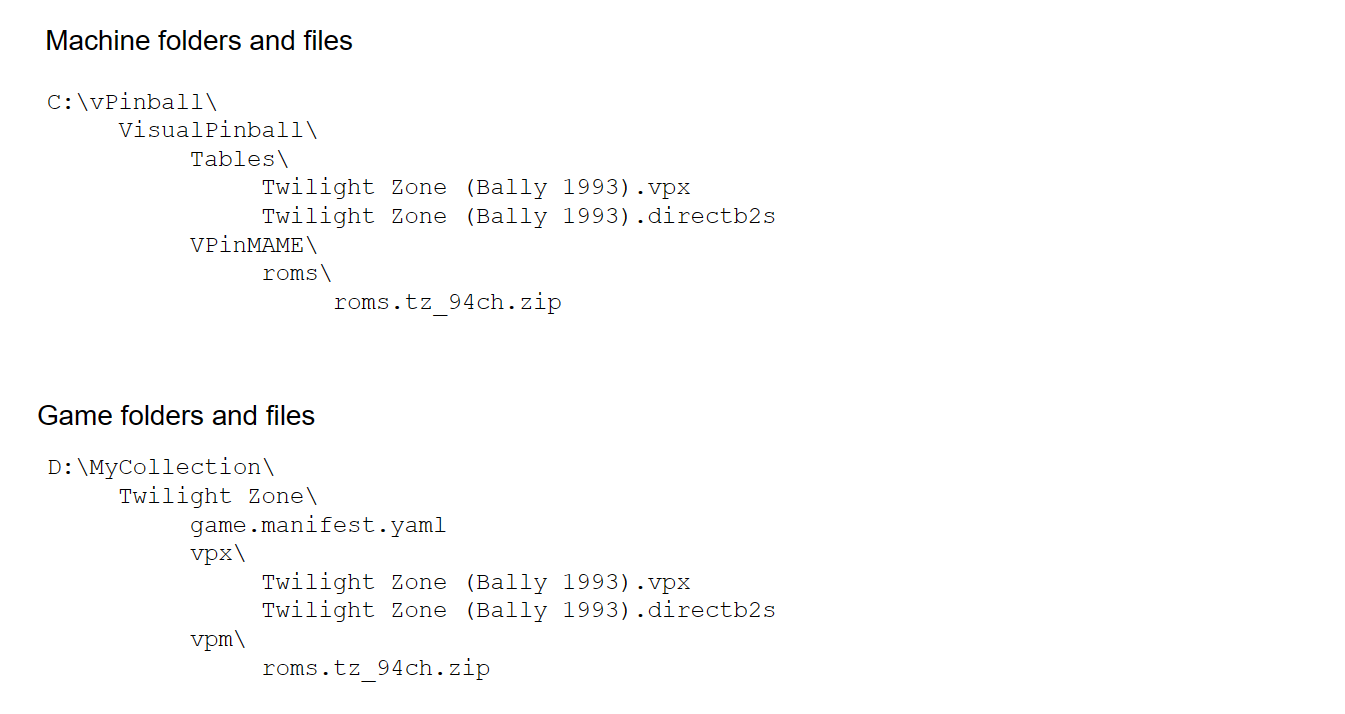 Machine folders and files
C:\vPinball\
VisualPinball\
Tables\
Twilight Zone (Bally 1993).vpx
Twilight Zone (Bally 1993).directb2s
VPinMAME\
roms\
roms.tz_94ch.zip
Game folders and files
D:\MyCollection\
Twilight Zone\
game.manifest.yaml
vpx\
Twilight Zone (Bally 1993).vpx
Twilight Zone (Bally 1993).directb2s
vpm\
roms.tz_94ch.zip